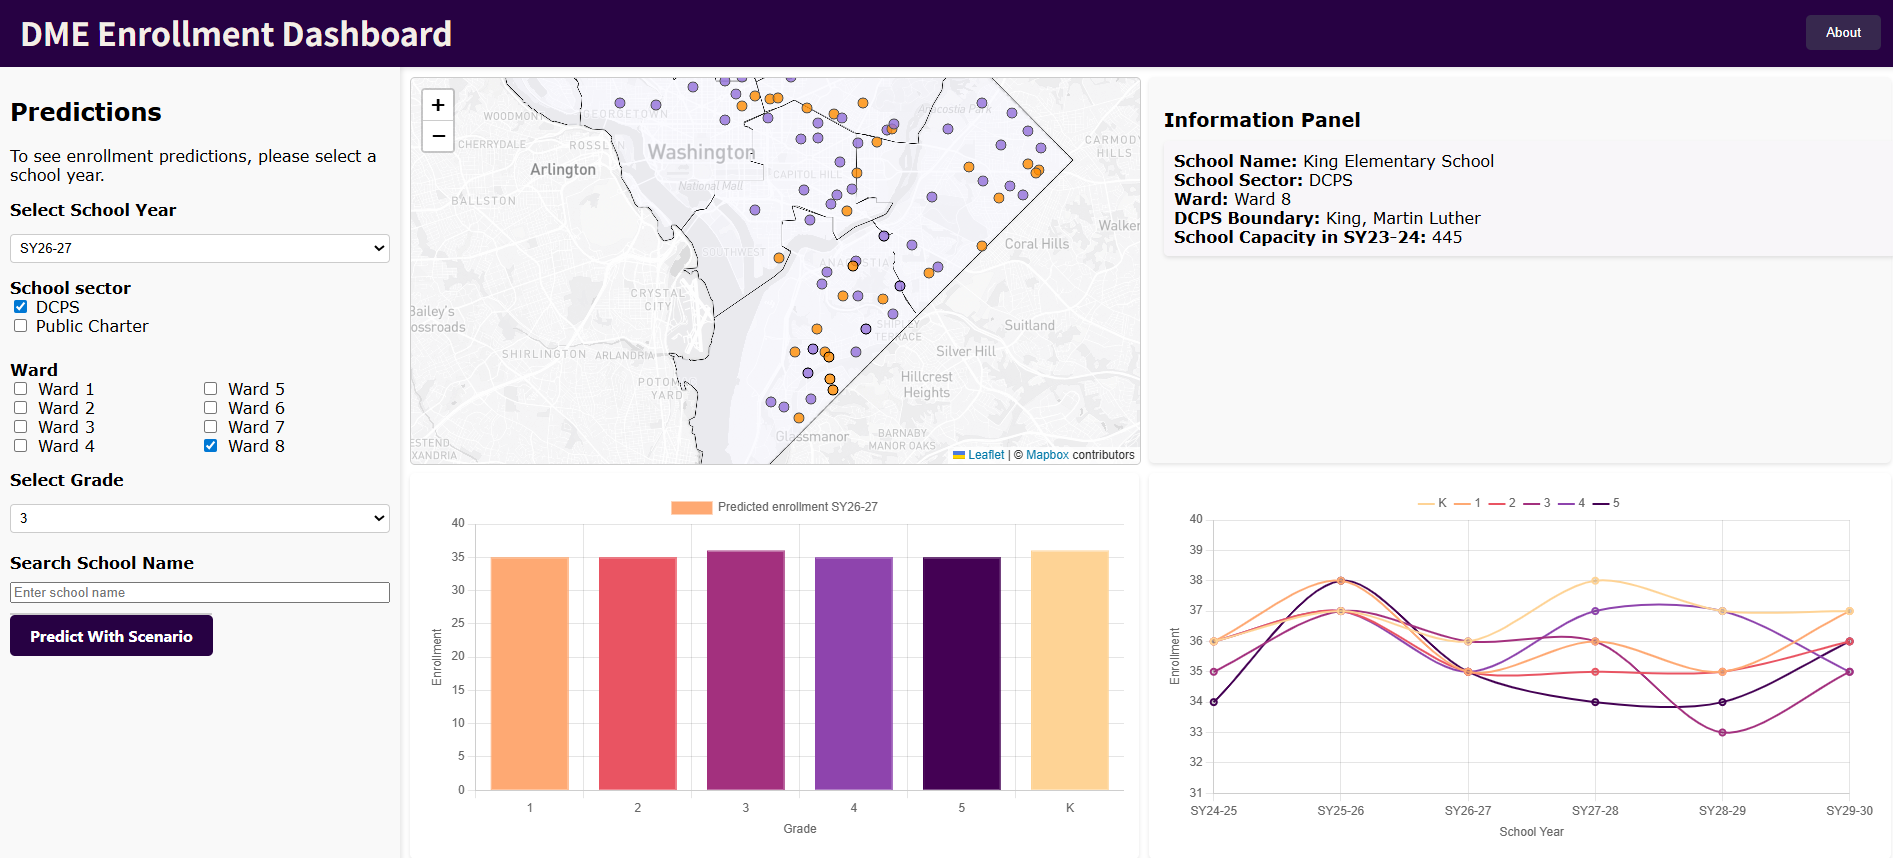 DME Enrollment Dashboard
About
Predictions
To see enrollment predictions, please select a
school year.
Select School Year
SY26-27
School sector
DCPS
Public Charter
Ward
Ward 1
Ward 5
Ward 2
Ward 6
Ward 3
Ward 7
Ward 4
Ward 8
Select Grade
3
Search School Name
Enter school name
Predict With Scenario
+
−
GEORGETOWN
WOODMONT
CHERRYDALE
ROSSLYN
Arlington
Washington
CAPITOL HILL
National Mall
BALLSTON
Anacostia Park
CARMODY
HILLS
Walker
Coral Hills
SOUTHWEST
ANACOSTIA
CRYSTAL
CITY
Bailey's
ossroads
SHIPLEY
TERRACE
Suitland
SHIRLINGTON
ARLANDRIA
Silver Hill
POTOM
YARD
Hillcrest
Heights
Glassmanor
BARNABY
MANOR OAKS
ESTEND
XANDRIA
Leaflet | © Mapbox contributors
Information Panel
School Name: King Elementary School
School Sector: DCPS
Ward: Ward 8
DCPS Boundary: King, Martin Luther
School Capacity in SY23-24: 445
Predicted enrollment SY26-27
40
35
30
25
20
15
10
5
0
Enrollment
1 2 3 4 5 K
Grade
K 1 2 3 4 5
40
39
38
37
36
35
34
33
32
31
Enrollment
SY24-25 SY25-26 SY26-27 SY27-28 SY28-29 SY29-30
School Year